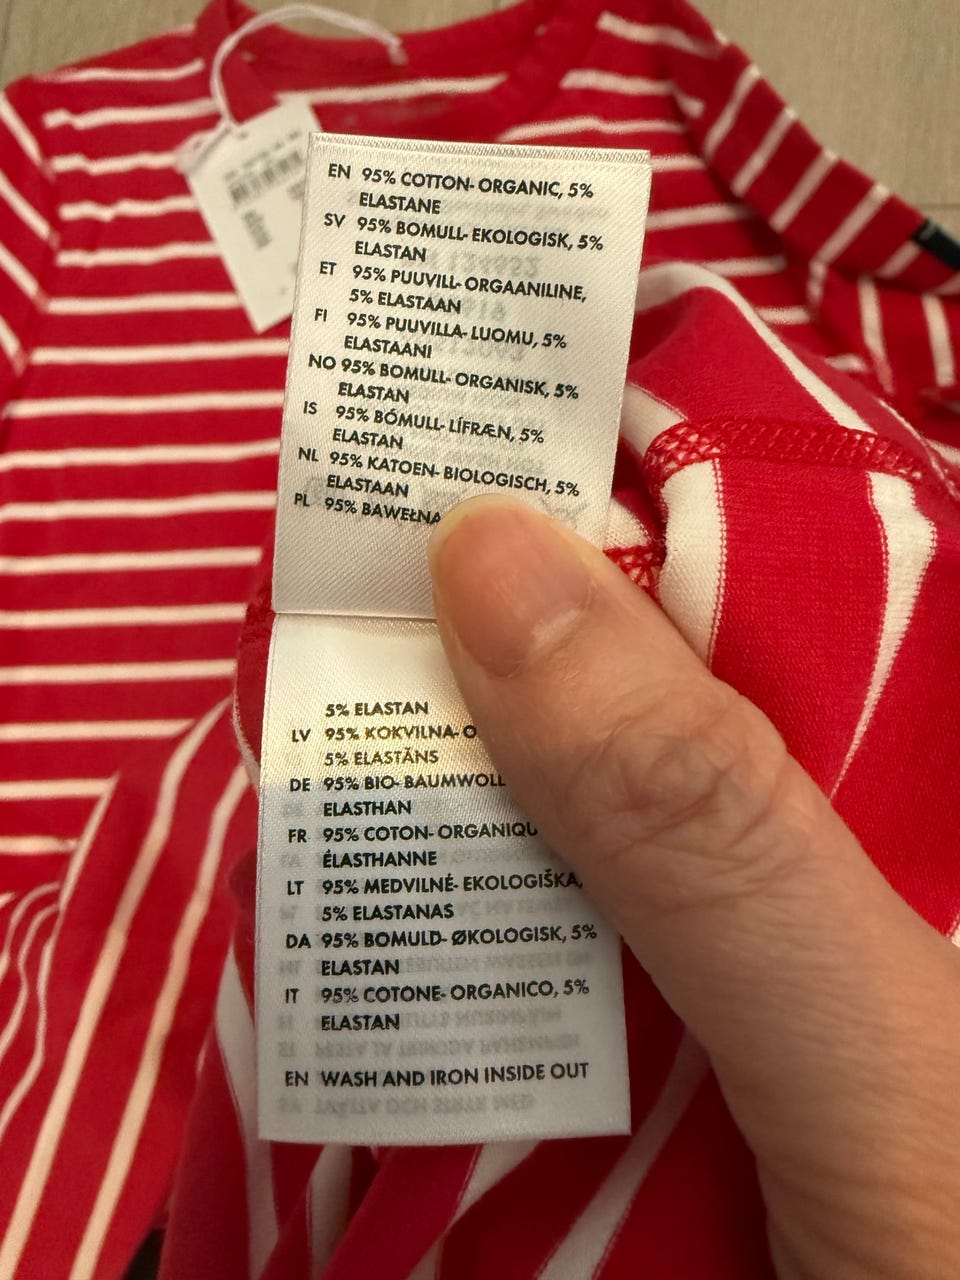 EN 95% COTTON- ORGANIC, 5%
ELASTANE
SV 95% BOMULL- EKOLOGISK, 5%
ELASTAN
ET 95% PUUVILL- ORGAANILINE,
5% ELASTAAN
FI 95% PUUVILLA- LUOMU, 5%
ELASTAANI
NO 95% BOMULL- ORGANISK, 5%
ELASTAN
IS 95% BÓMULL- LÍFRÆN, 5%
ELASTAN
NL 95% KATOEN- BIOLOGISCH, 5%
ELASTAAN
PL 95% BAWEŁNA
5% ELASTAN
LV 95% KOKVILNA-
5% ELASTĀNS
DE 95% BIO- BAUMWOLL
ELASTHAN
FR 95% COTON- ORGANIQU
ÉLASTHANNE
LT 95% MEDVILNĖ- EKOLOGIŠKA,
5% ELASTANAS
DA 95% BOMULD- ØKOLOGISK, 5%
ELASTAN
IT 95% COTONE- ORGANICO, 5%
ELASTAN
EN WASH AND IRON INSIDE OUT